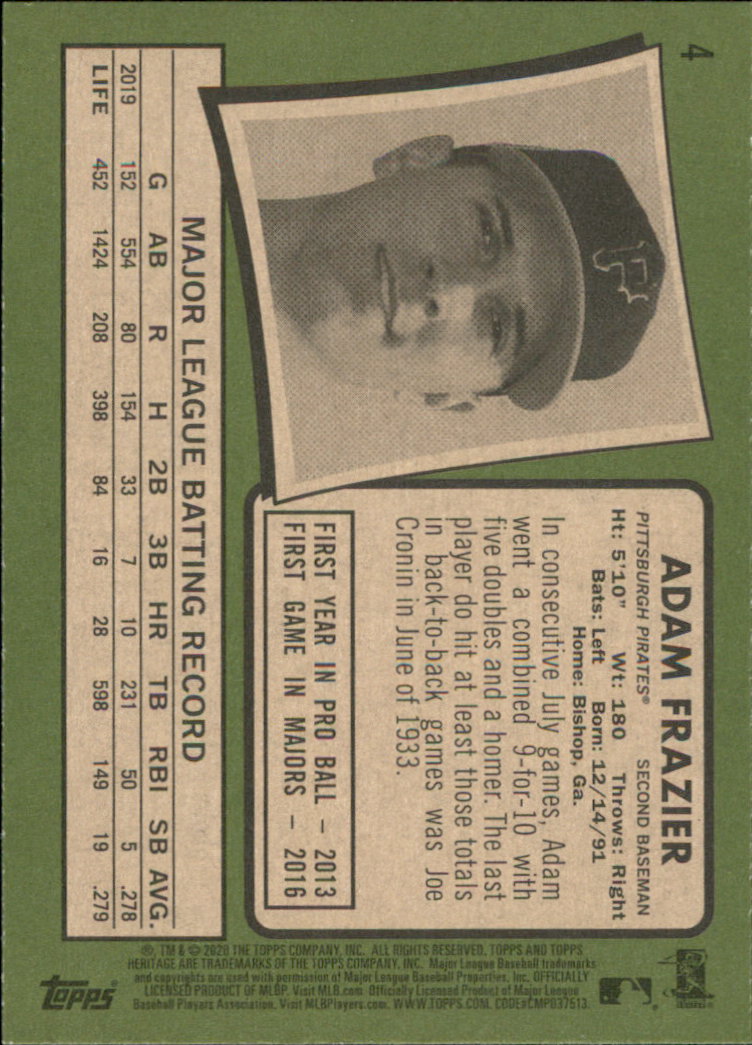 4
ADAM FRAZIER
PITTSBURGH PIRATES® SECOND BASEMAN
Ht: 5'10" Wt: 180 Throws: Right
Bats: Left Born: 12/14/91
Home: Bishop, Ga.
In consecutive July games, Adam
went a combined 9-for-10 with
five doubles and a homer. The last
player do hit at least those totals
in back-to-back games was Joe
Cronin in June of 1933.
FIRST YEAR IN PRO BALL – 2013
FIRST GAME IN MAJORS – 2016
MAJOR LEAGUE BATTING RECORD
G AB R H 2B 3B HR TB RBI SB AVG.
2019 152 554 80 154 33 7 10 231 50 5 .278
LIFE 452 1424 208 398 84 16 28 598 149 19 .279
®, TM & © 2020 THE TOPPS COMPANY, INC. ALL RIGHTS RESERVED. TOPPS AND TOPPS
HERITAGE ARE TRADEMARKS OF THE TOPPS COMPANY, INC. Major League Baseball trademarks
and copyrights are used with permission of Major League Baseball Properties, Inc. OFFICIALLY
LICENSED PRODUCT OF MLBP. Visit MLB.com Officially Licensed Product of Major League
Baseball Players Association. Visit MLBPlayers.com. WWW.TOPPS.COM. CODE#CMP037513.
topps
P